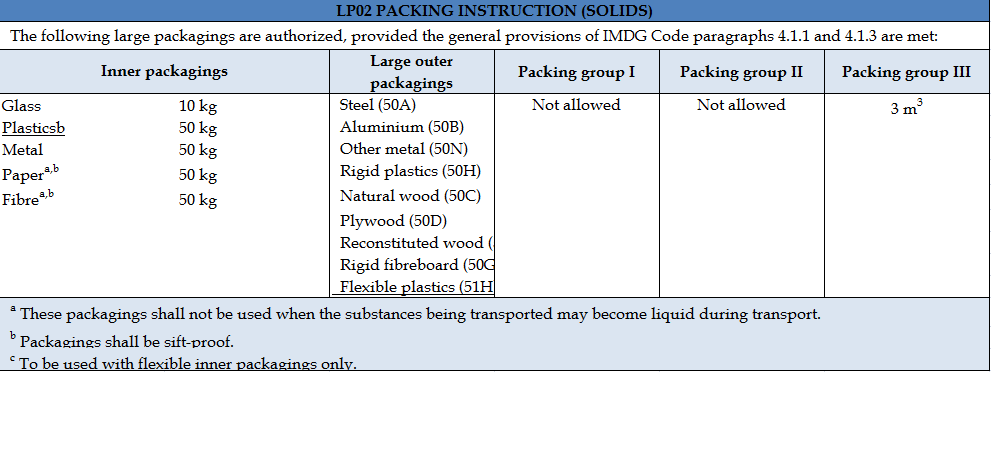 LP02 PACKING INSTRUCTION (SOLIDS)
The following large packagings are authorized, provided the general provisions of IMDG Code paragraphs 4.1.1 and 4.1.3 are met:
Inner packagings
Large outer packagings
Packing group I
Packing group II
Packing group III
Glass 10 kg
Plasticsb 50 kg
Metal 50 kg
Paperᵃ,ᵇ 50 kg
Fibreᵃ,ᵇ 50 kg
Steel (50A)
Aluminium (50B)
Other metal (50N)
Rigid plastics (50H)
Natural wood (50C)
Plywood (50D)
Reconstituted wood (
Rigid fibreboard (50G
Flexible plastics (51H
Not allowed
Not allowed
3 m³
ᵃ These packagings shall not be used when the substances being transported may become liquid during transport.
ᵇ Packagings shall be sift-proof.
ᶜ To be used with flexible inner packagings only.